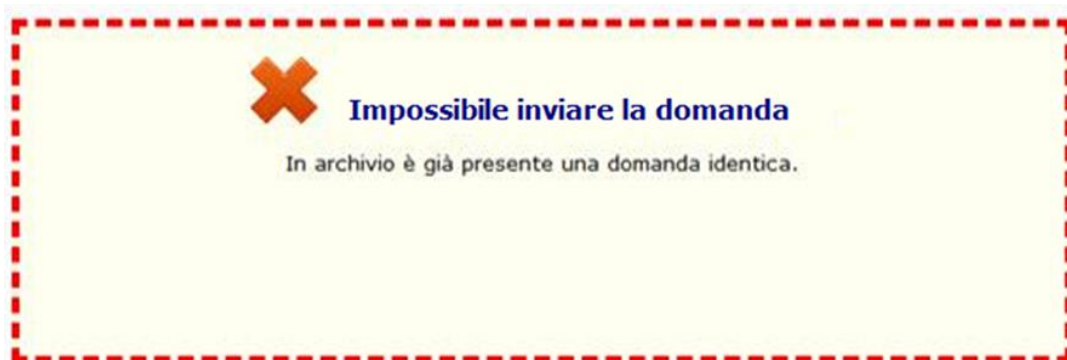 Impossibile inviare la domanda
In archivio è già presente una domanda identica.